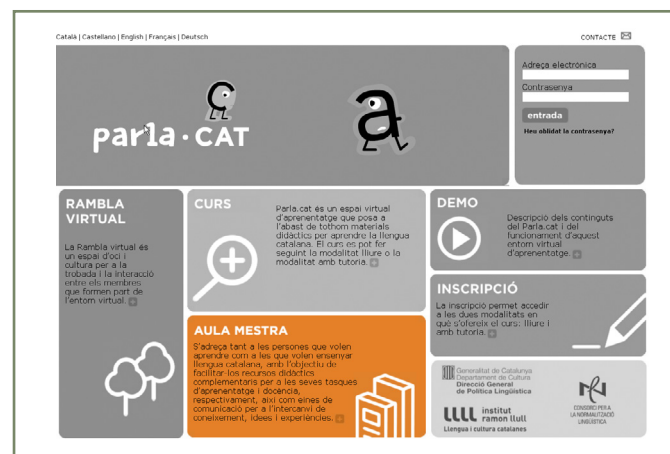 Català | Castellano | English | Français | Deutsch
CONTACTE
parla·CAT
Adreça electrònica
Contrasenya
entrada
Heu oblidat la contrasenya?
RAMBLA
VIRTUAL
La Rambla virtual és
un espai d'oci i
cultura per a la
trobada i la interacció
entre els membres
que formen part de
l'entorn virtual.
CURS
Parla.cat és un espai virtual
d'aprenentatge que posa a
l'abast de tothom materials
didàctics per aprendre la llengua
catalana. El curs es pot fer
seguint la modalitat lliure o la
modalitat amb tutoria.
AULA MESTRA
S'adreça tant a les persones que volen
aprendre com a les que volen ensenyar
llengua catalana, amb l'objectiu de
facilitar-los recursos didàctics
complementaris per a les seves tasques
d'aprenentatge i docència,
respectivament, així com eines de
comunicació per a l'intercanvi de
coneixement, idees i experiències.
DEMO
Descripció dels continguts
del Parla.cat i del
funcionament d'aquest
entorn virtual
d'aprenentatge.
INSCRIPCIÓ
La inscripció permet accedir
a les dues modalitats en
què s'ofereix el curs: lliure i
amb tutoria.
Generalitat de Catalunya
Departament de Cultura
Direcció General
de Política Lingüística
LLLL institut
ramon llull
Llengua i cultura catalanes
CONSORCI PER A
LA NORMALITZACIÓ
LINGÜÍSTICA